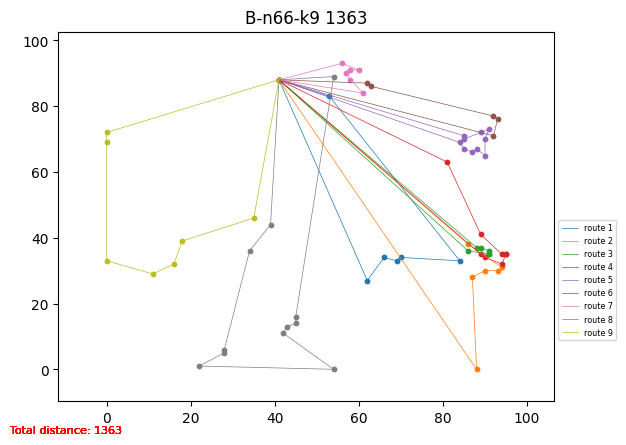 B-n66-k9 1363
100
80
60
40
20
0
0 20 40 60 80 100
route 1
route 2
route 3
route 4
route 5
route 6
route 7
route 8
route 9
Total distance: 1363